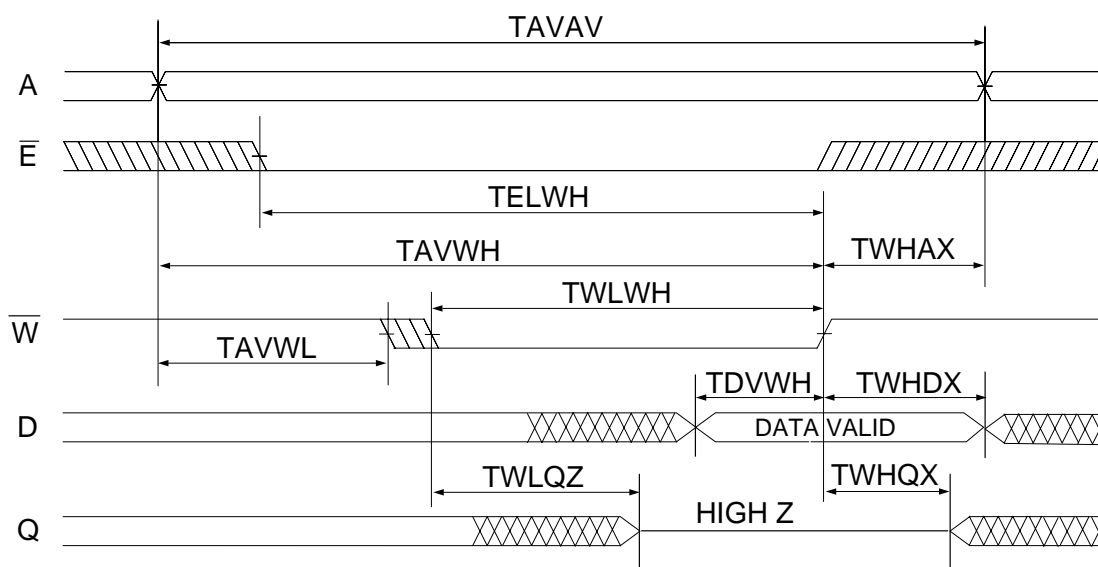 TAVAV
A
E
TELWH
TAVWH
TWHAX
TWLWH
W
TAVWL
TDVWH
TWHDX
D
DATA VALID
TWLQZ
TWHQX
HIGH Z
Q